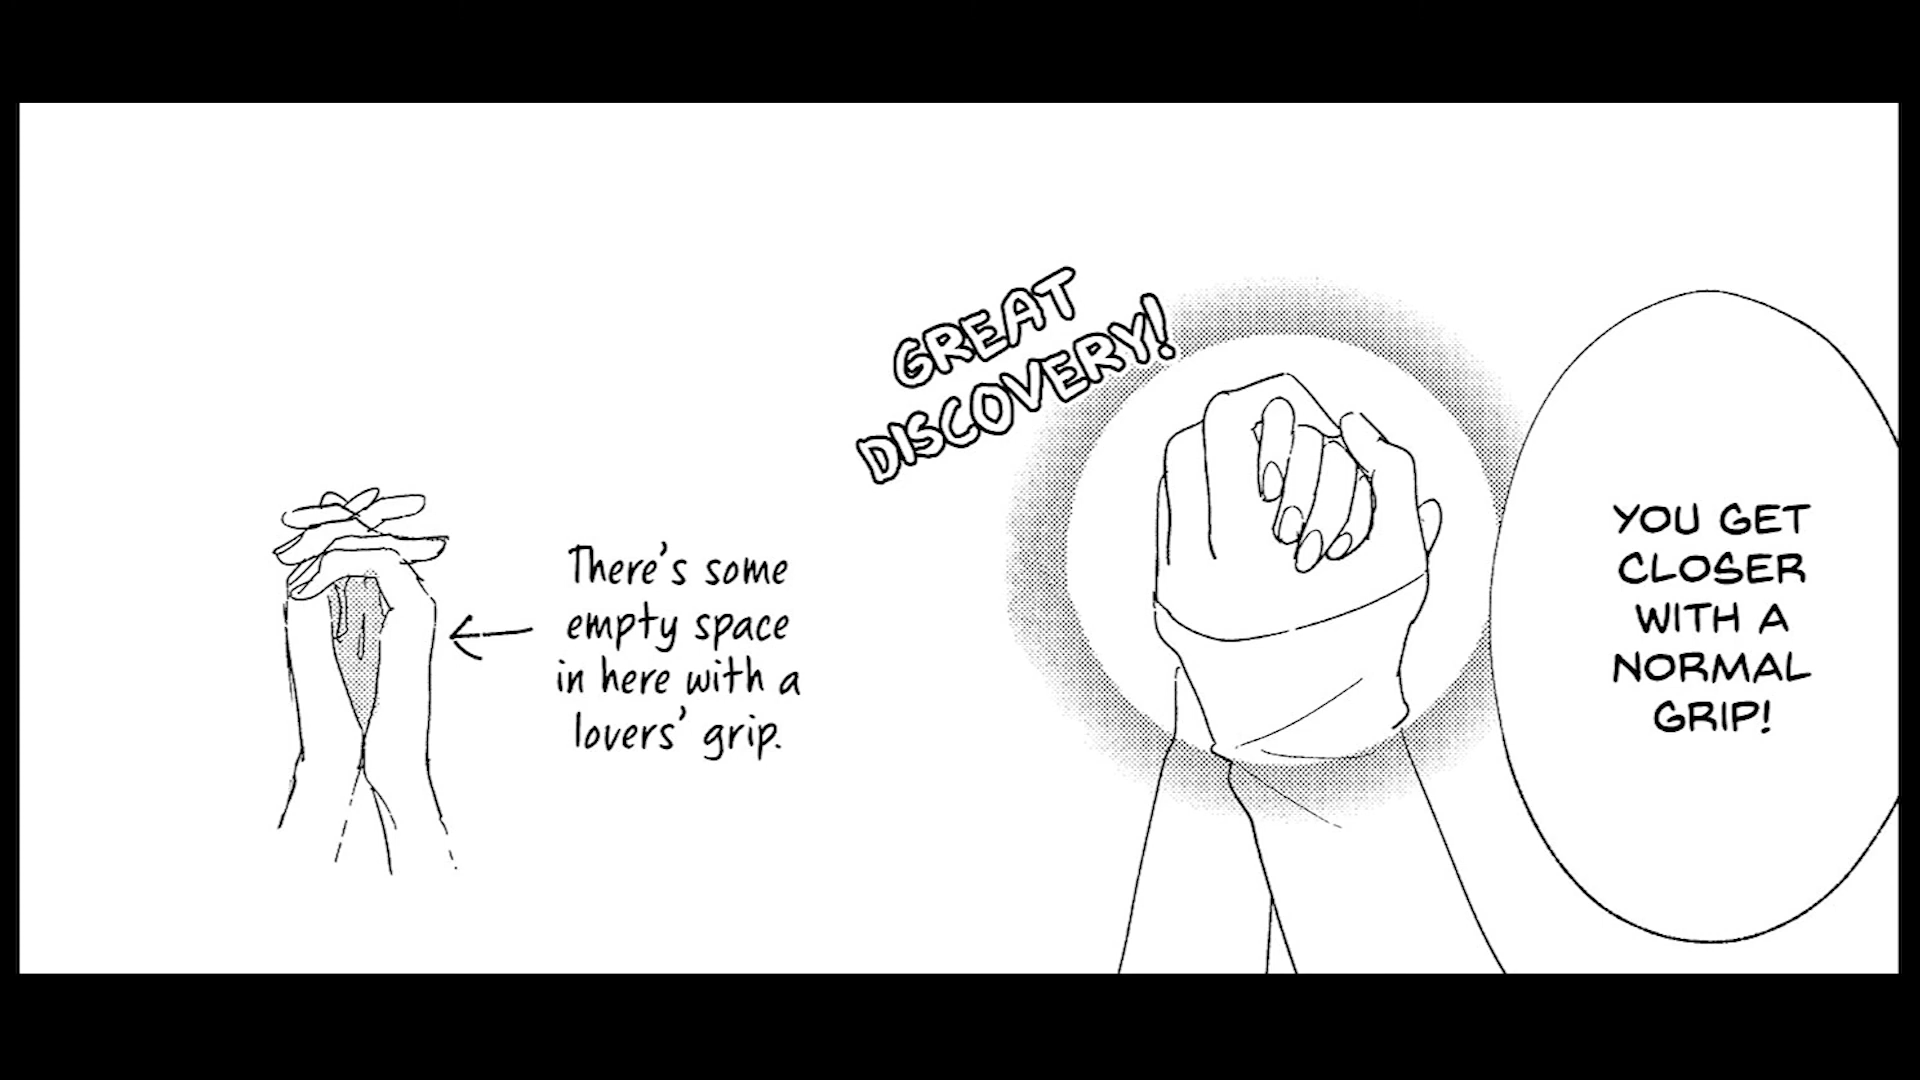 GREAT
DISCOVERY!
There's some
empty space
in here with a
lovers' grip.
YOU GET
CLOSER
WITH A
NORMAL
GRIP!